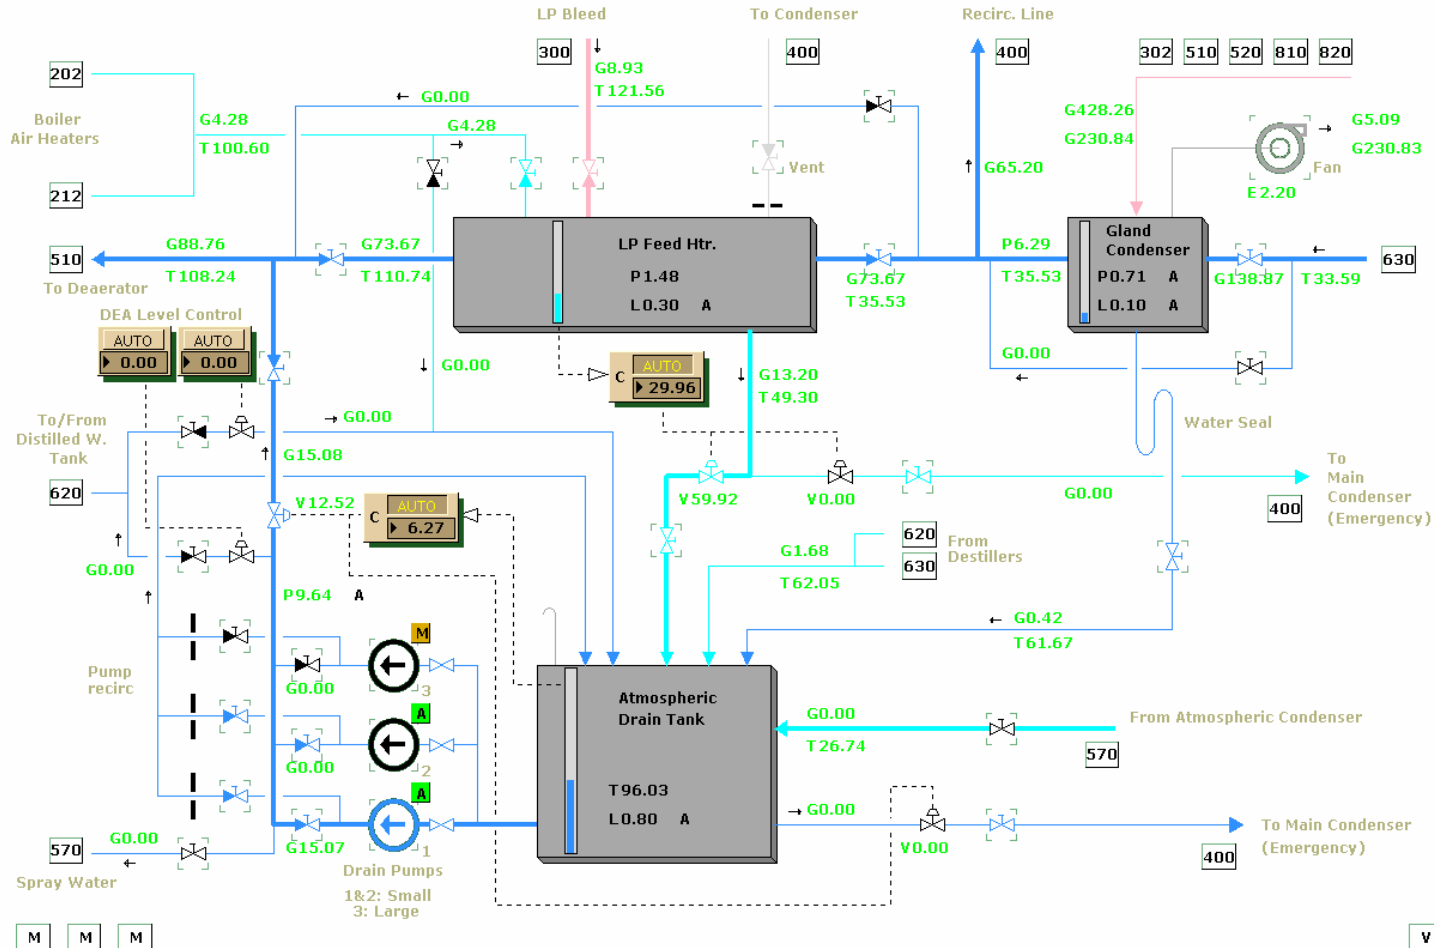 LP Bleed
To Condenser
Recirc. Line
300
400
400
302
510
520
810
820
202
G8.93
T121.56
G0.00
Boiler
Air Heaters
G4.28
T100.60
G4.28
G428.26
G230.84
G5.09
G230.83
Vent
Fan
E2.20
212
G65.20
510
G88.76
T108.24
To Deaerator
G73.67
T110.74
LP Feed Htr.
P1.48
L0.30 A
G73.67
T35.53
P6.29
T35.53
Gland
Condenser
P0.71 A
L0.10 A
G138.87
T33.59
630
DEA Level Control
AUTO
0.00
AUTO
0.00
G0.00
C
AUTO
29.96
G13.20
T49.30
G0.00
To/From
Distilled W.
Tank
G0.00
G15.08
Water Seal
620
V12.52
C
AUTO
6.27
V59.92
V0.00
G0.00
To
Main
Condenser
(Emergency)
400
G0.00
G1.68
T62.05
620
630
From
Destillers
P9.64 A
G0.42
T61.67
Pump
recirc
M
3
G0.00
A
2
G0.00
A
1
G15.07
Atmospheric
Drain Tank
T96.03
L0.80 A
G0.00
T26.74
From Atmospheric Condenser
570
G0.00
V0.00
To Main Condenser
(Emergency)
400
570
G0.00
Spray Water
Drain Pumps
1&2: Small
3: Large
M
M
M
V